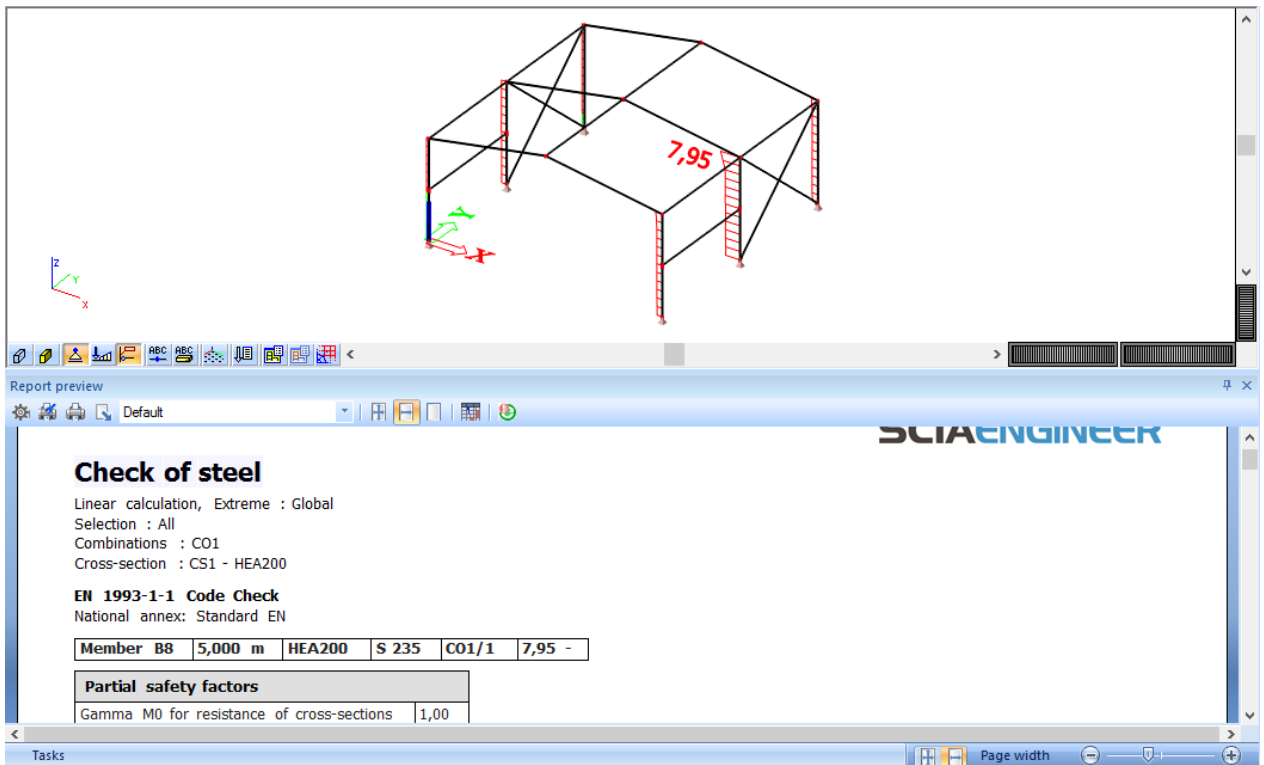 7,95
Y
X
z
Y
x
ABC
ABC
Report preview
Default
SCIAENGINEER
Check of steel
Linear calculation, Extreme : Global
Selection : All
Combinations : CO1
Cross-section : CS1 - HEA200
EN 1993-1-1 Code Check
National annex: Standard EN
Member B8 5,000 m HEA200 S 235 CO1/1 7,95 -
Partial safety factors
Gamma M0 for resistance of cross-sections 1,00
Tasks
Page width